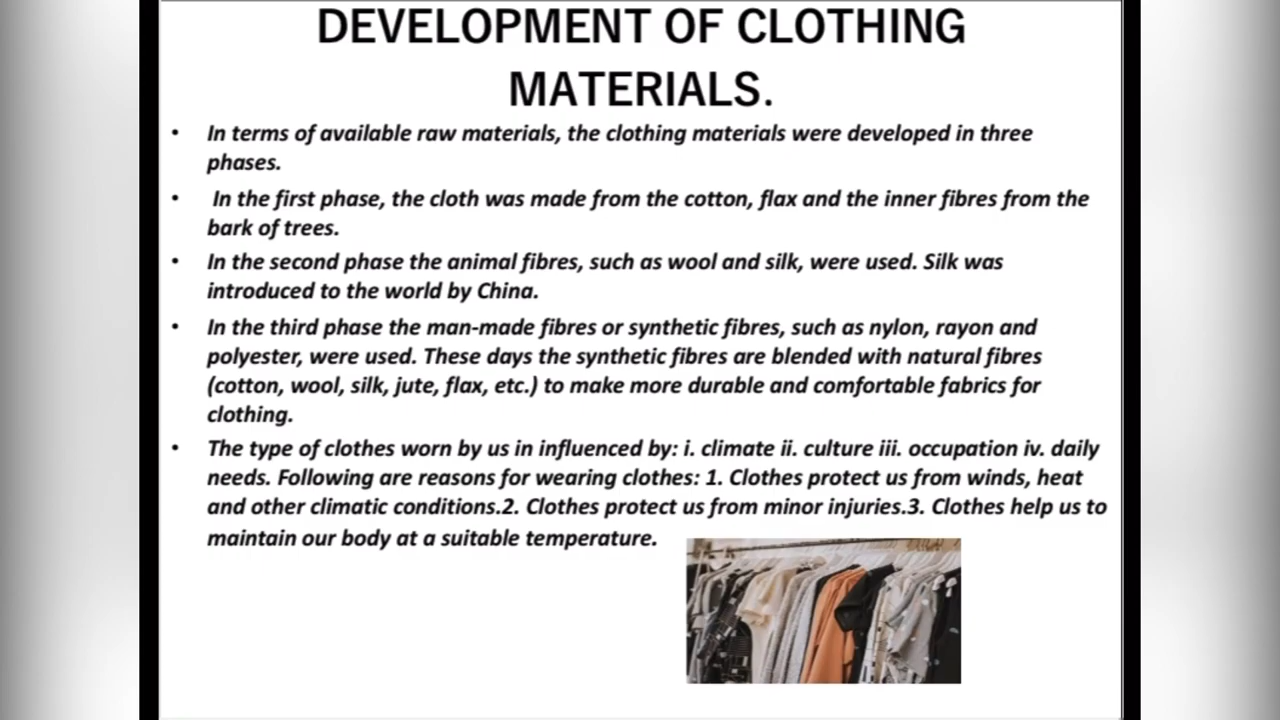 DEVELOPMENT OF CLOTHING
MATERIALS.
• In terms of available raw materials, the clothing materials were developed in three
phases.
• In the first phase, the cloth was made from the cotton, flax and the inner fibres from the
bark of trees.
• In the second phase the animal fibres, such as wool and silk, were used. Silk was
introduced to the world by China.
• In the third phase the man-made fibres or synthetic fibres, such as nylon, rayon and
polyester, were used. These days the synthetic fibres are blended with natural fibres
(cotton, wool, silk, jute, flax, etc.) to make more durable and comfortable fabrics for
clothing.
• The type of clothes worn by us in influenced by: i. climate ii. culture iii. occupation iv. daily
needs. Following are reasons for wearing clothes: 1. Clothes protect us from winds, heat
and other climatic conditions.2. Clothes protect us from minor injuries.3. Clothes help us to
maintain our body at a suitable temperature.